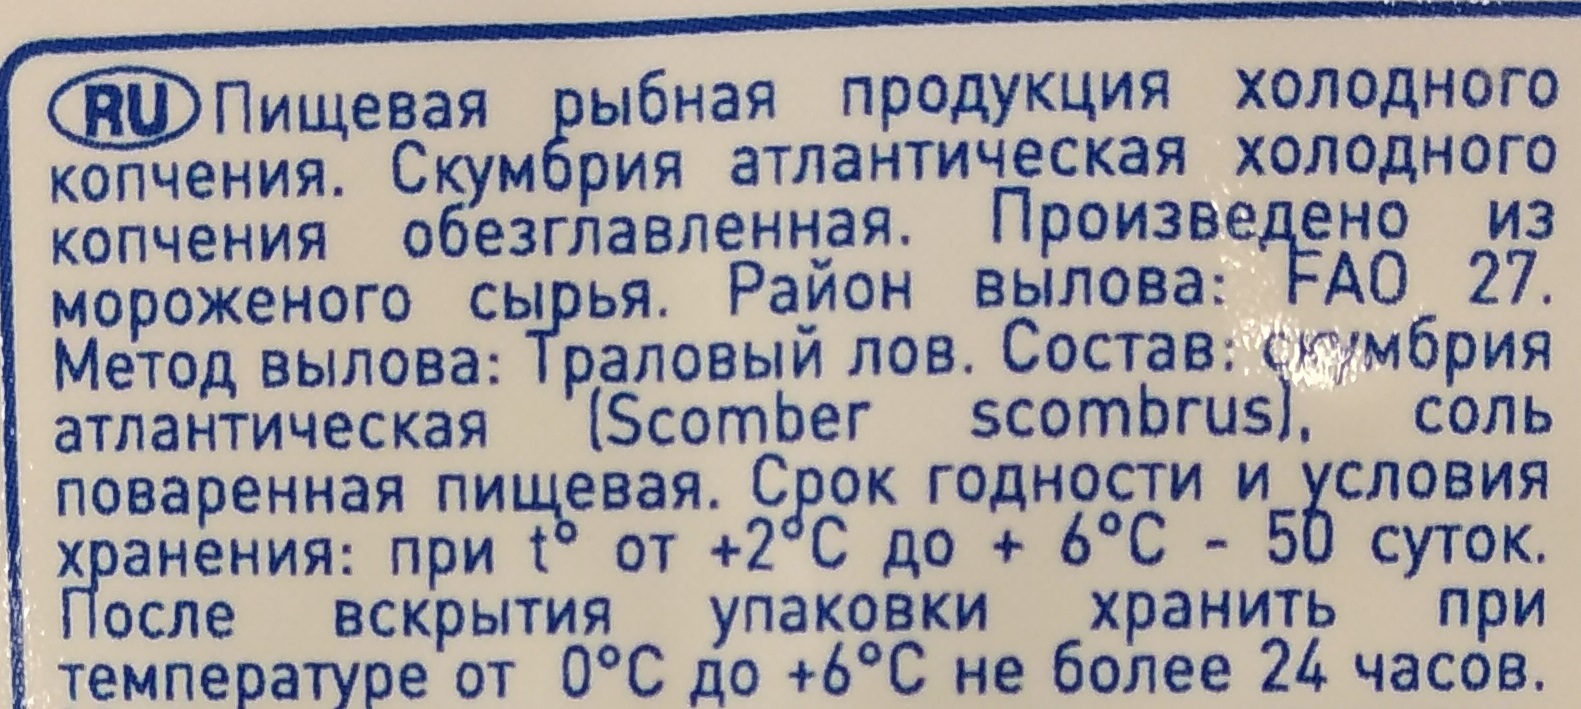 RU Пищевая рыбная продукция холодного
копчения. Скумбрия атлантическая холодного
копчения обезглавленная. Произведено из
мороженого сырья. Район вылова: FAO 27.
Метод вылова: Траловый лов. Состав: скумбрия
атлантическая (Scomber scombrus), соль
поваренная пищевая. Срок годности и условия
хранения: при t° от +2°C до + 6°C - 50 суток.
После вскрытия упаковки хранить при
температуре от 0°C до +6°C не более 24 часов.